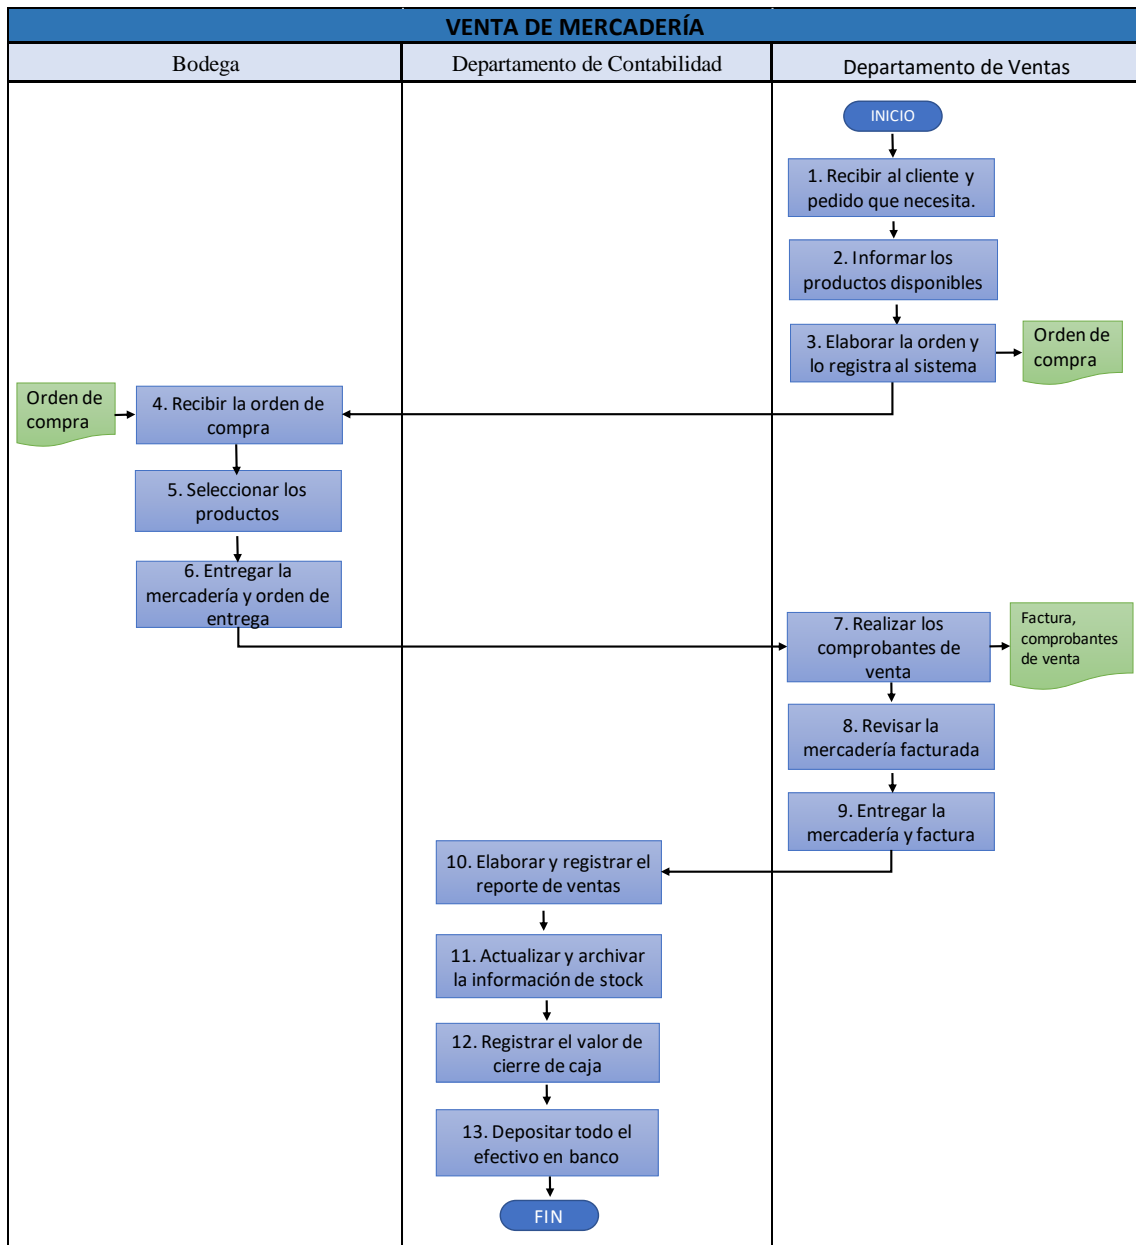 VENTA DE MERCADERÍA
Bodega
Departamento de Contabilidad
Departamento de Ventas
INICIO
1. Recibir al cliente y
pedido que necesita.
2. Informar los
productos disponibles
3. Elaborar la orden y
lo registra al sistema
Orden de
compra
Orden de
compra
4. Recibir la orden de
compra
5. Seleccionar los
productos
6. Entregar la
mercadería y orden de
entrega
7. Realizar los
comprobantes de
venta
Factura,
comprobantes
de venta
8. Revisar la
mercadería facturada
9. Entregar la
mercadería y factura
10. Elaborar y registrar el
reporte de ventas
11. Actualizar y archivar
la información de stock
12. Registrar el valor de
cierre de caja
13. Depositar todo el
efectivo en banco
FIN